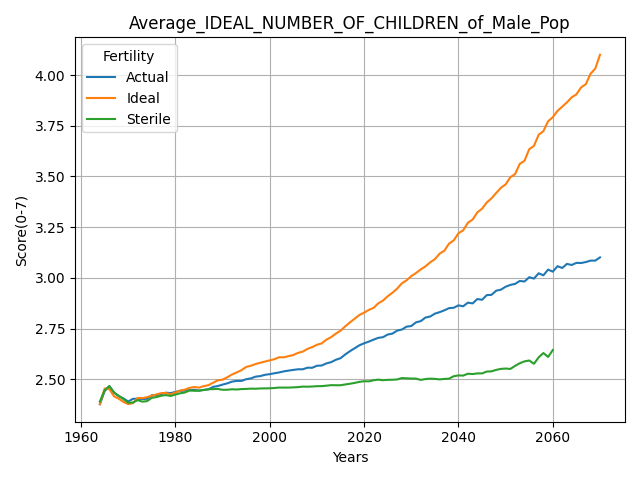 Average_IDEAL_NUMBER_OF_CHILDREN_of_Male_Pop
Fertility
Actual
Ideal
Sterile
Score(0-7)
4.00
3.75
3.50
3.25
3.00
2.75
2.50
1960 1980 2000 2020 2040 2060
Years